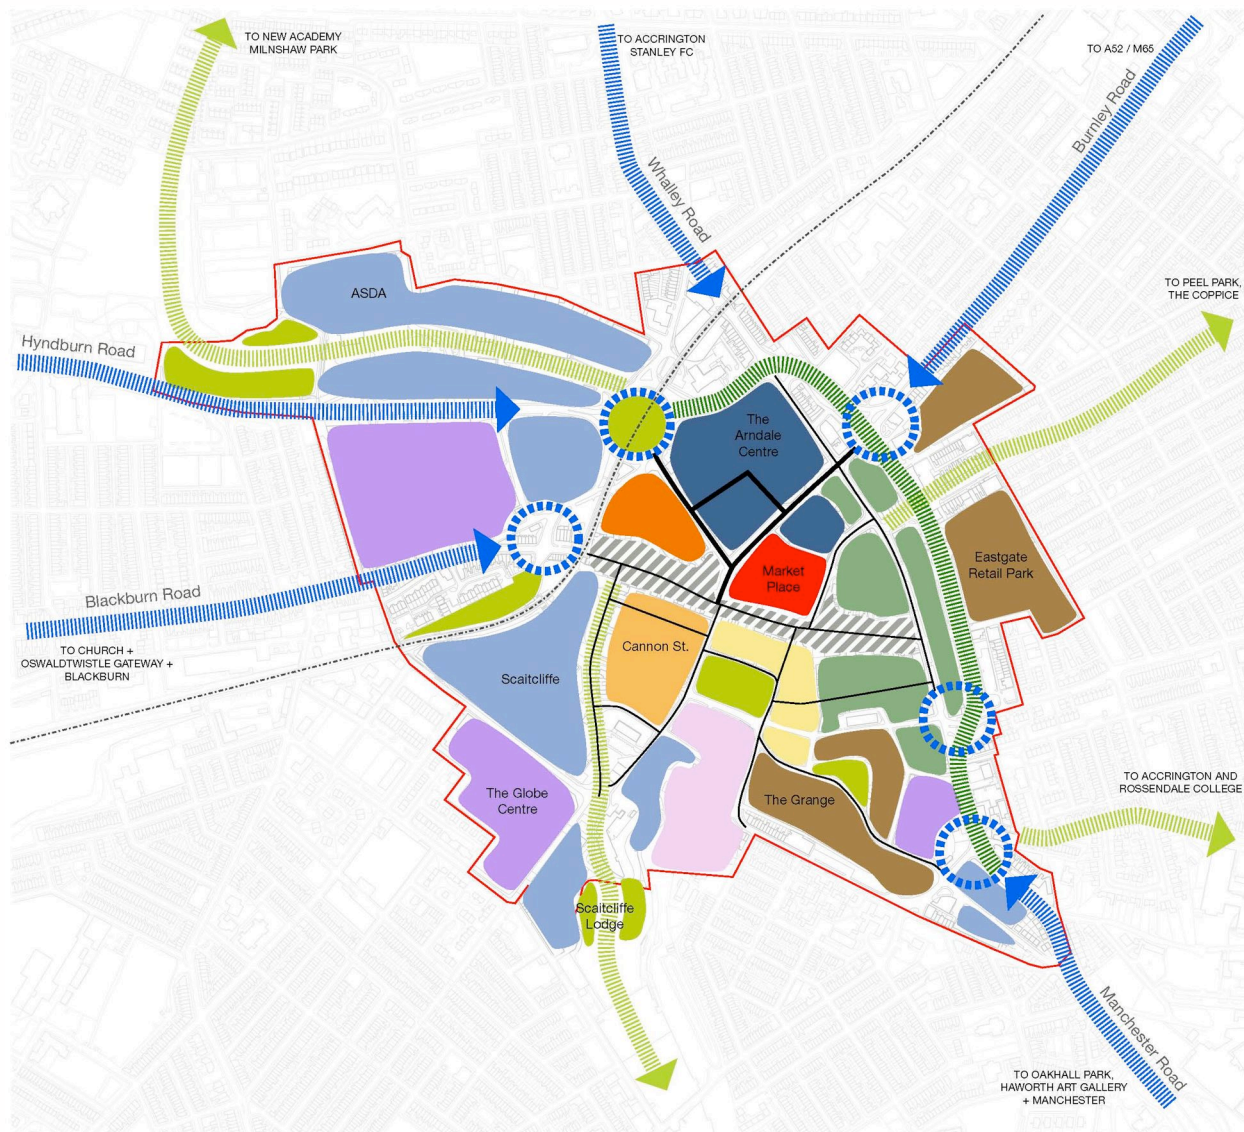 TO NEW ACADEMY
MILNSHAW PARK
TO ACCRINGTON
STANLEY FC
TO A52 / M65
Burnley Road
Whalley Road
TO PEEL PARK,
THE COPPICE
ASDA
Hyndburn Road
The
Arndale
Centre
Eastgate
Retail Park
Market
Place
Blackburn Road
TO CHURCH +
OSWALDTWISTLE GATEWAY +
BLACKBURN
Cannon St.
Scaitcliffe
The Globe
Centre
The Grange
TO ACCRINGTON AND
ROSSENDALE COLLEGE
Scaitcliffe
Lodge
Manchester Road
TO OAKHALL PARK,
HAWORTH ART GALLERY
+ MANCHESTER